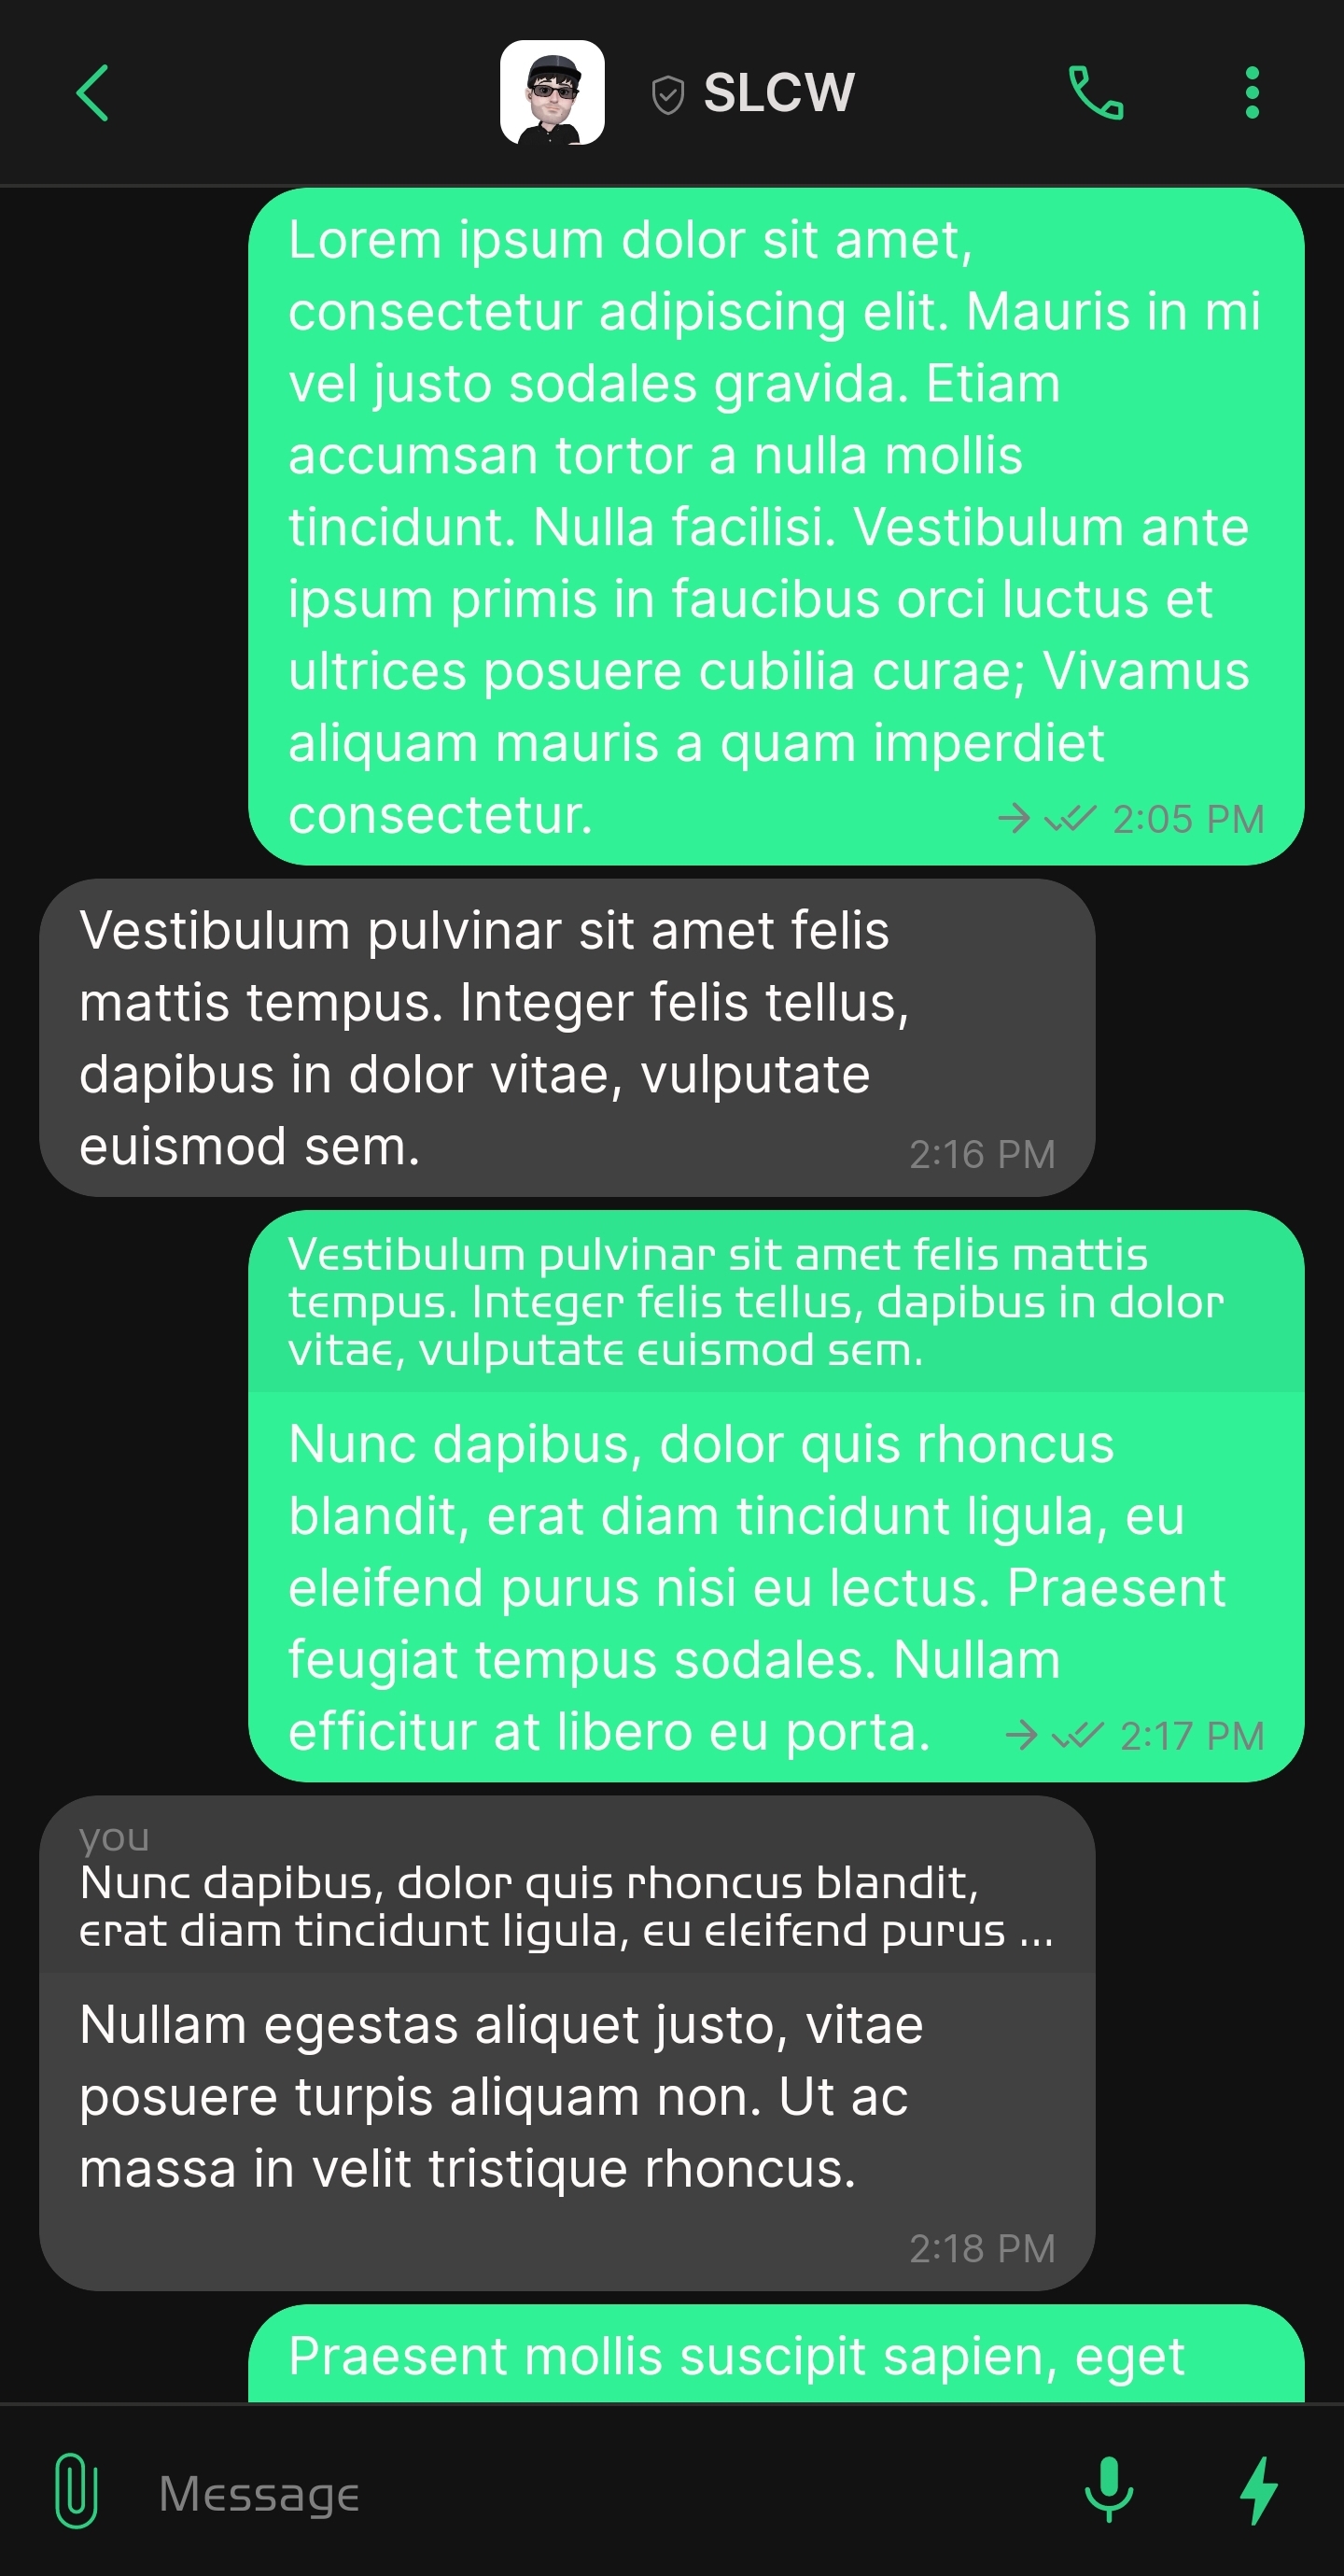 SLCW
Lorem ipsum dolor sit amet,
consectetur adipiscing elit. Mauris in mi
vel justo sodales gravida. Etiam
accumsan tortor a nulla mollis
tincidunt. Nulla facilisi. Vestibulum ante
ipsum primis in faucibus orci luctus et
ultrices posuere cubilia curae; Vivamus
aliquam mauris a quam imperdiet
consectetur. 2:05 PM
Vestibulum pulvinar sit amet felis
mattis tempus. Integer felis tellus,
dapibus in dolor vitae, vulputate
euismod sem. 2:16 PM
Vestibulum pulvinar sit amet felis mattis
tempus. Integer felis tellus, dapibus in dolor
vitae, vulputate euismod sem.
Nunc dapibus, dolor quis rhoncus
blandit, erat diam tincidunt ligula, eu
eleifend purus nisi eu lectus. Praesent
feugiat tempus sodales. Nullam
efficitur at libero eu porta. 2:17 PM
you
Nunc dapibus, dolor quis rhoncus blandit,
erat diam tincidunt ligula, eu eleifend purus ...
Nullam egestas aliquet justo, vitae
posuere turpis aliquam non. Ut ac
massa in velit tristique rhoncus.
2:18 PM
Praesent mollis suscipit sapien, eget
Message